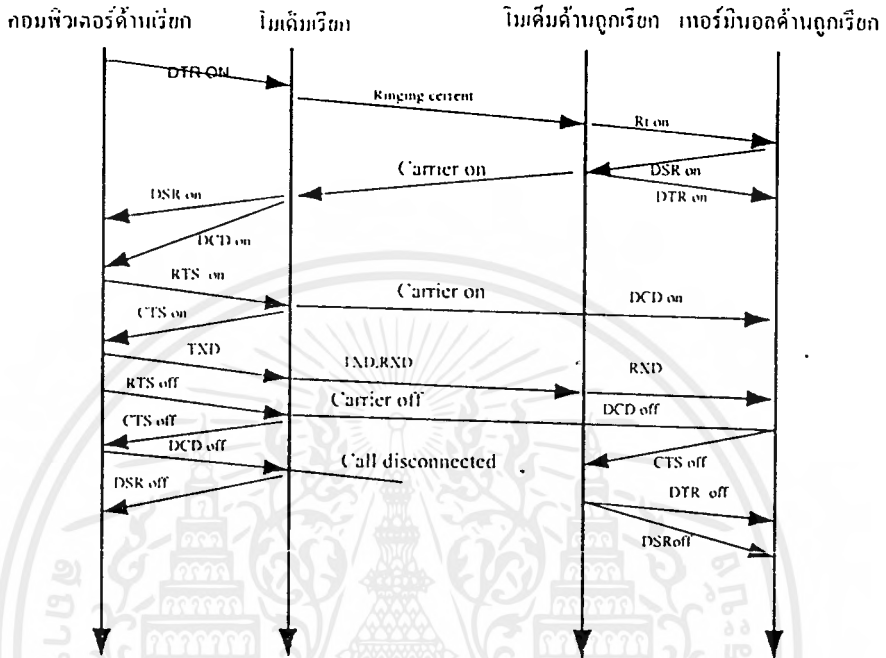 คอมพิวเตอร์ด้านเรียก โมเด็มเรียก โมเด็มด้านถูกเรียก เทอร์มินอลด้านถูกเรียก
DTR ON
Ringing cerrent
RI on
DSR on
Carrier on
DSR on
DTR on
DCD on
RTS on
Carrier on
DCD on
CTS on
TXD
TXD.RXD
RXD
RTS off
Carrier off
DCD off
CTS off
DCD off
Call disconnected
CTS off
DSR off
DTR off
DSRoff